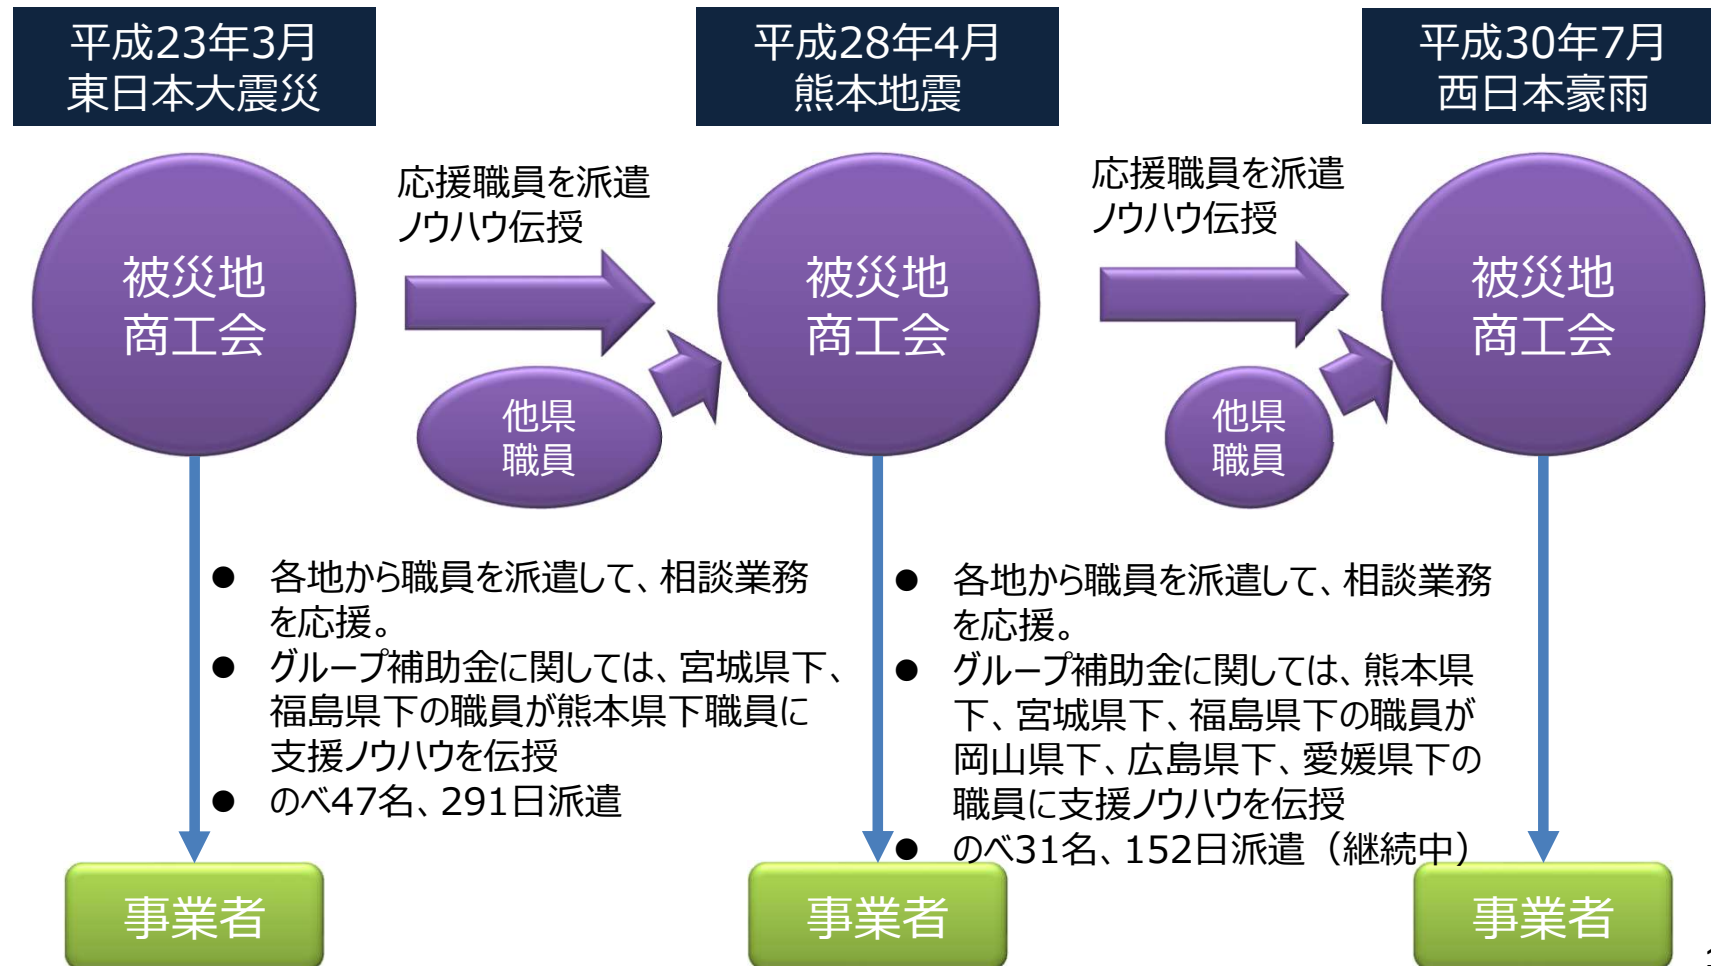 平成23年3月
東日本大震災
平成28年4月
熊本地震
平成30年7月
西日本豪雨
被災地
商工会
応援職員を派遣
ノウハウ伝授
他県
職員
被災地
商工会
応援職員を派遣
ノウハウ伝授
他県
職員
被災地
商工会
● 各地から職員を派遣して、相談業務
を応援。
● グループ補助金に関しては、宮城県下、
福島県下の職員が熊本県下職員に
支援ノウハウを伝授
● のべ47名、291日派遣
● 各地から職員を派遣して、相談業務
を応援。
● グループ補助金に関しては、熊本県
下、宮城県下、福島県下の職員が
岡山県下、広島県下、愛媛県下の
職員に支援ノウハウを伝授
● のべ31名、152日派遣（継続中）
事業者
事業者
事業者